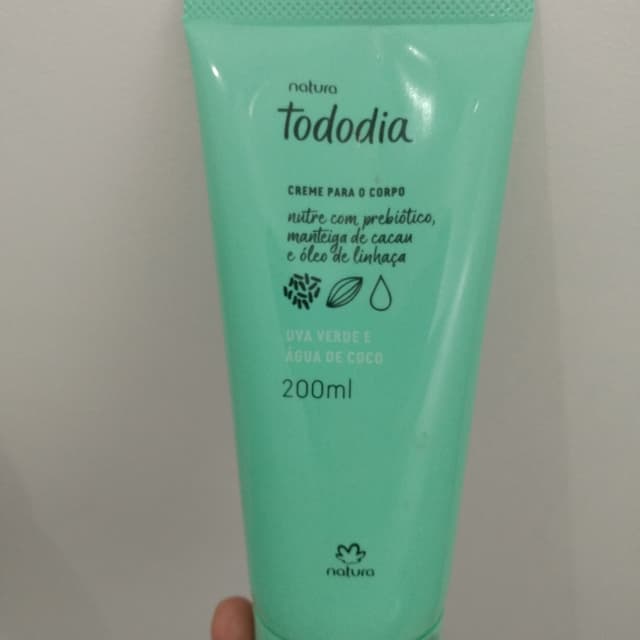 natura
Tododia
CREME PARA O CORPO
nutre com prebiótico,
manteiga de cacau
e óleo de linhaça
UVA VERDE E
ÁGUA DE COCO
200ml
natura